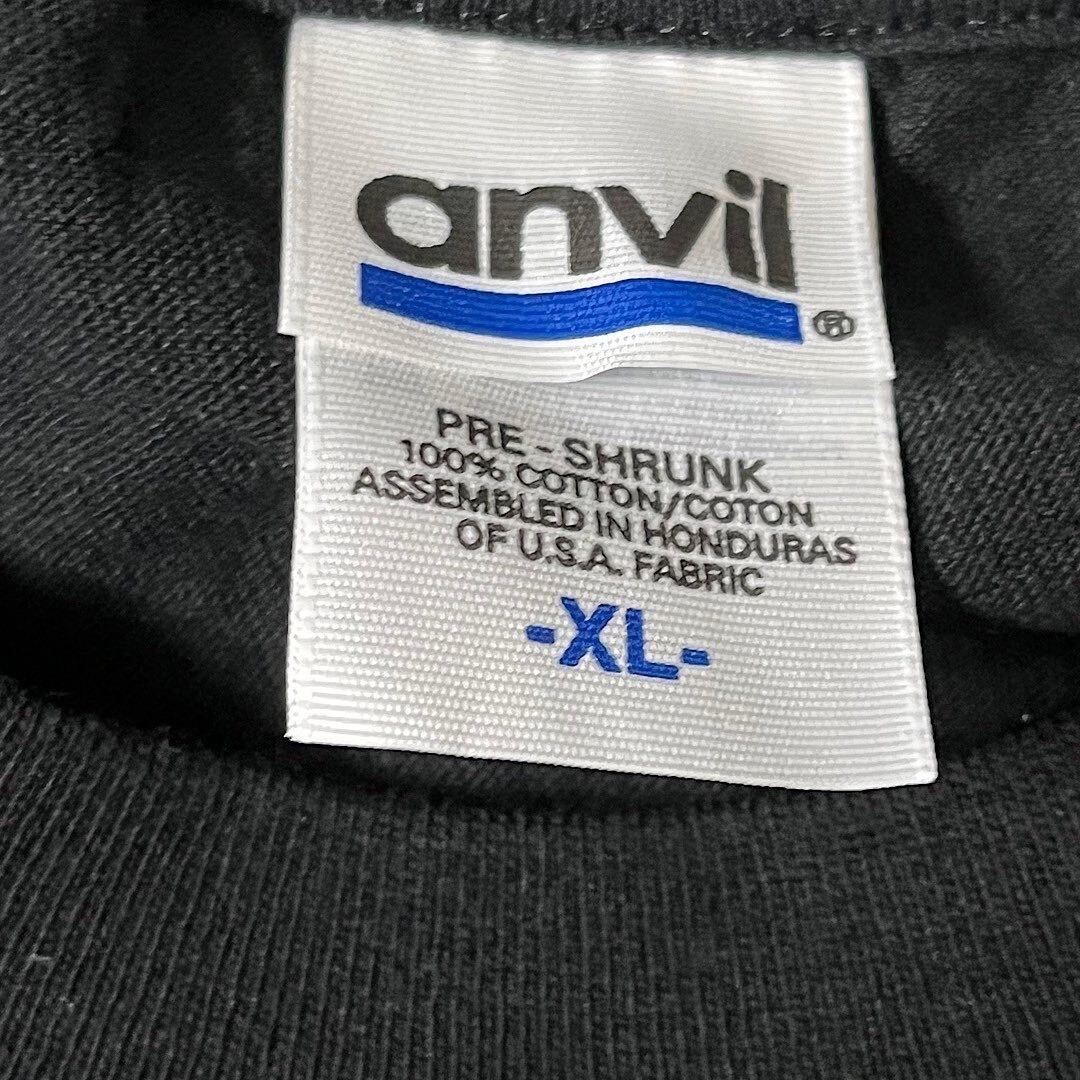 anvil®
PRE - SHRUNK
100% COTTON/COTON
ASSEMBLED IN HONDURAS
OF U.S.A. FABRIC
-XL-